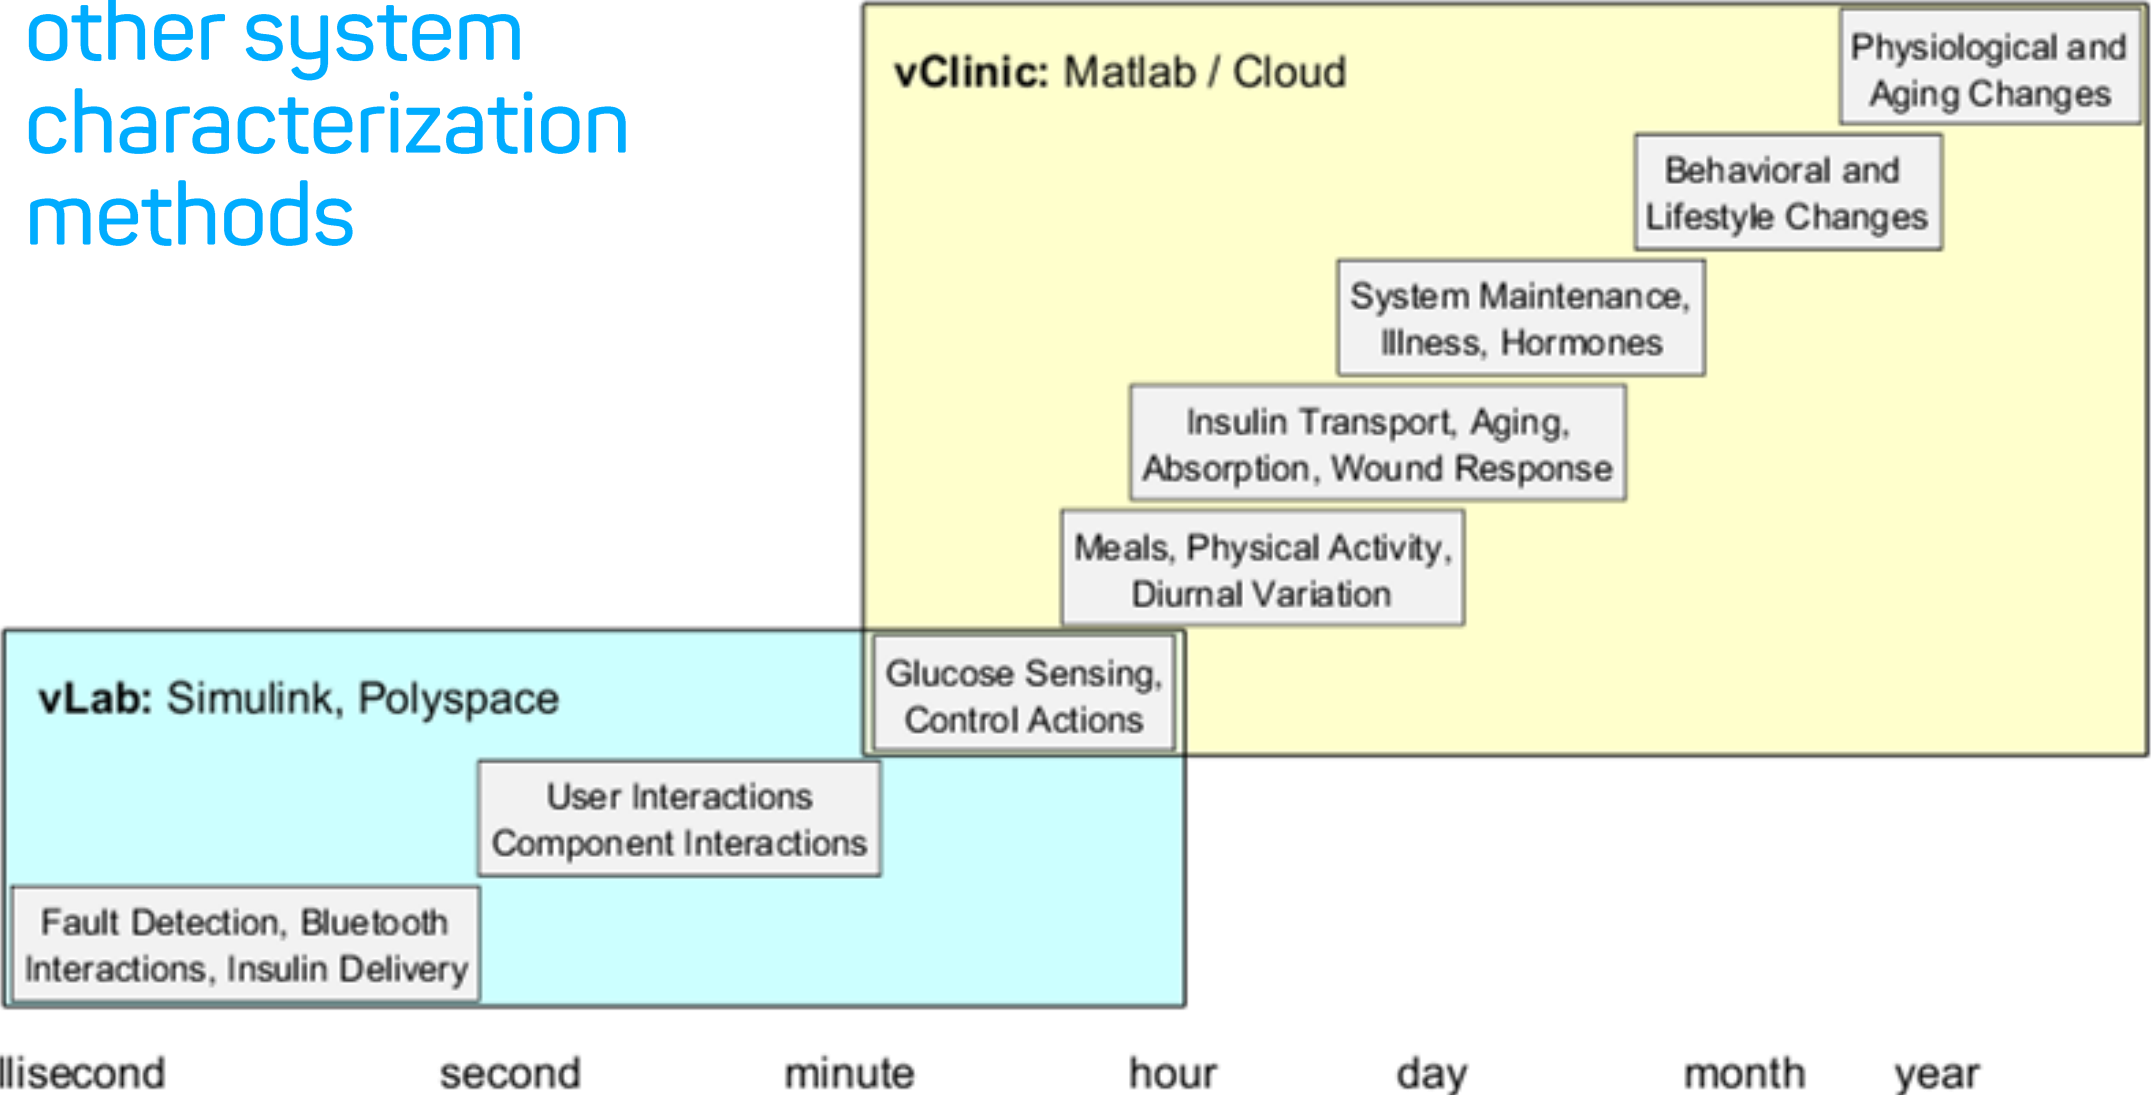 other system
characterization
methods
vClinic: Matlab / Cloud
Physiological and
Aging Changes
Behavioral and
Lifestyle Changes
System Maintenance,
Illness, Hormones
Insulin Transport, Aging,
Absorption, Wound Response
Meals, Physical Activity,
Diurnal Variation
Glucose Sensing,
Control Actions
vLab: Simulink, Polyspace
User Interactions
Component Interactions
Fault Detection, Bluetooth
Interactions, Insulin Delivery
llisecond second minute hour day month year